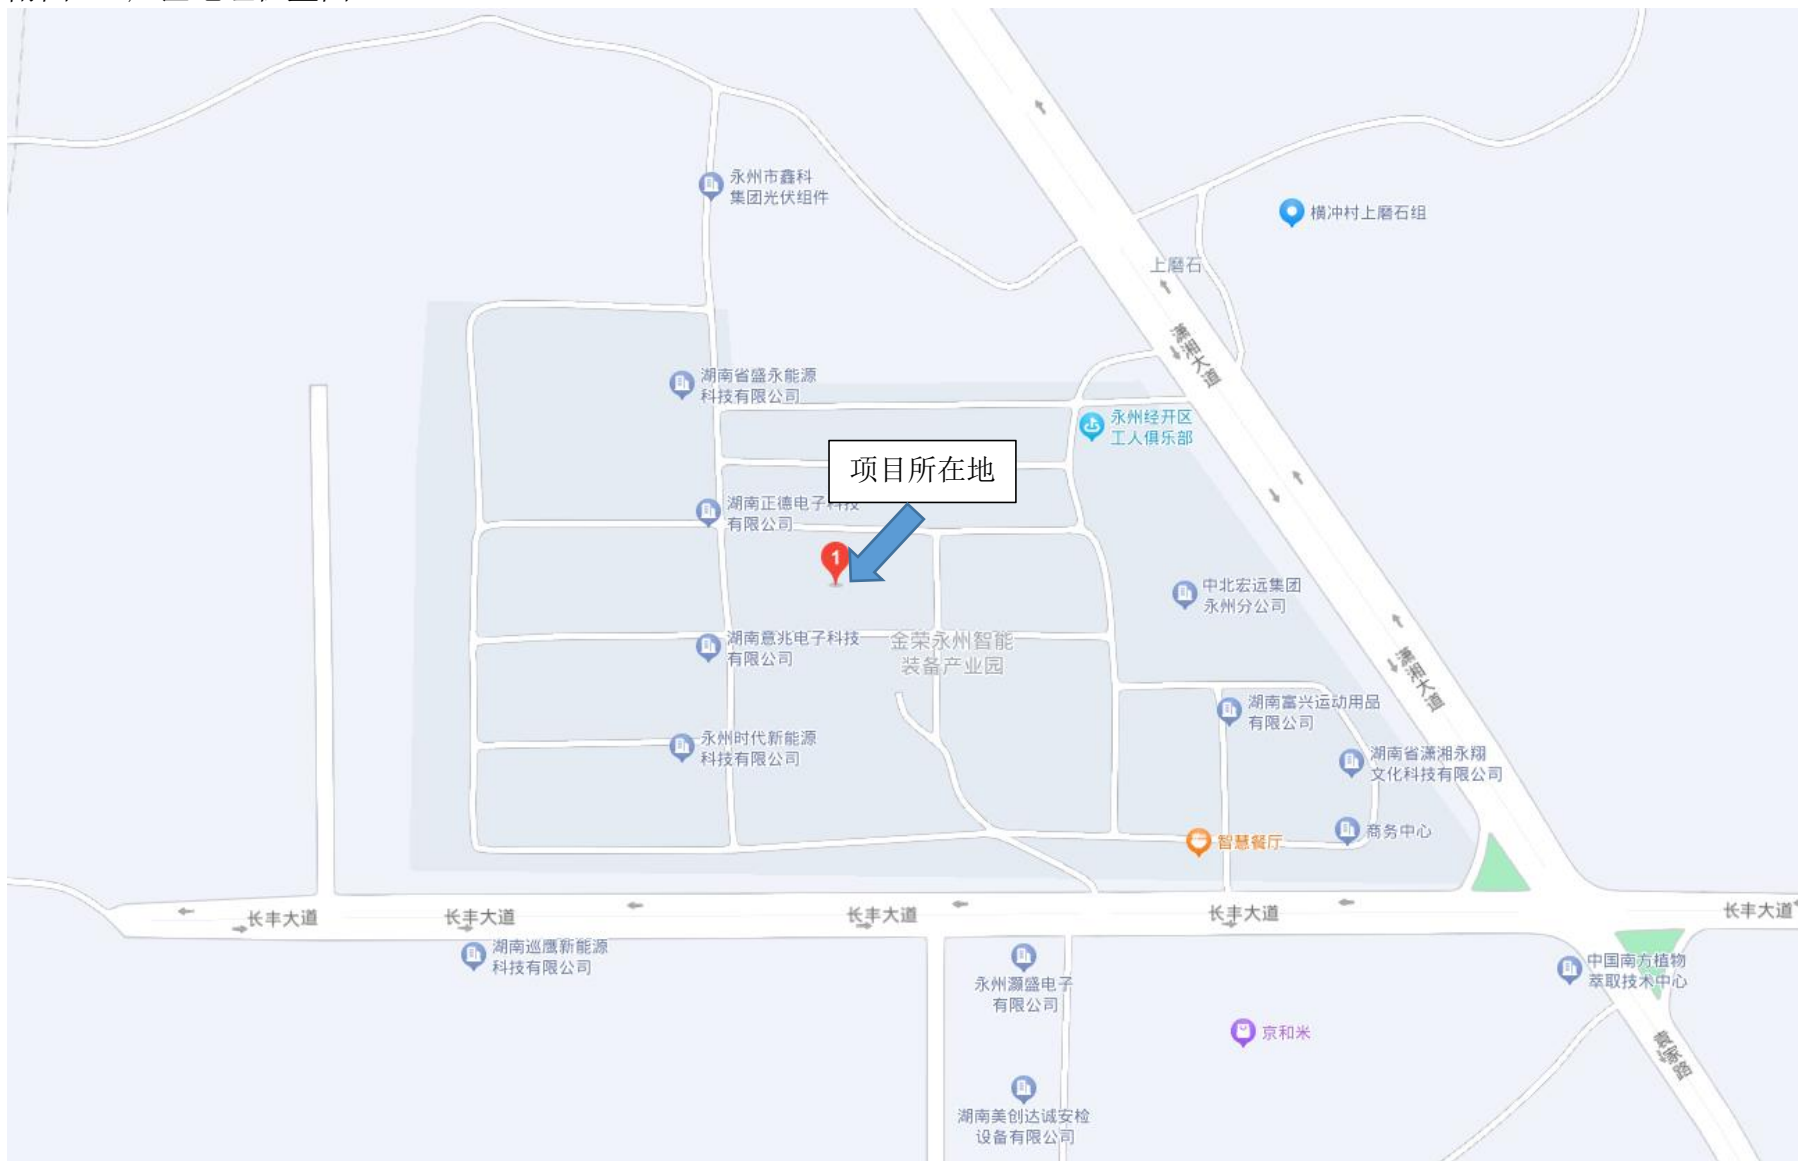 永州市鑫科
集团光伏组件
横冲村上磨石组
上磨石
潇湘大道
湖南省盛永能源
科技有限公司
永州经开区
工人俱乐部
项目所在地
湖南正德电子科技
有限公司
1
中北宏远集团
永州分公司
湖南意兆电子科技
有限公司
金荣永州智能
装备产业园
潇湘大道
湖南富兴运动用品
有限公司
永州时代新能源
科技有限公司
湖南省潇湘永翔
文化科技有限公司
商务中心
智慧餐厅
长丰大道
长丰大道
长丰大道
长丰大道
长丰大道
湖南巡鹰新能源
科技有限公司
永州灏盛电子
有限公司
中国南方植物
萃取技术中心
京和米
湖南美创达诚安检
设备有限公司